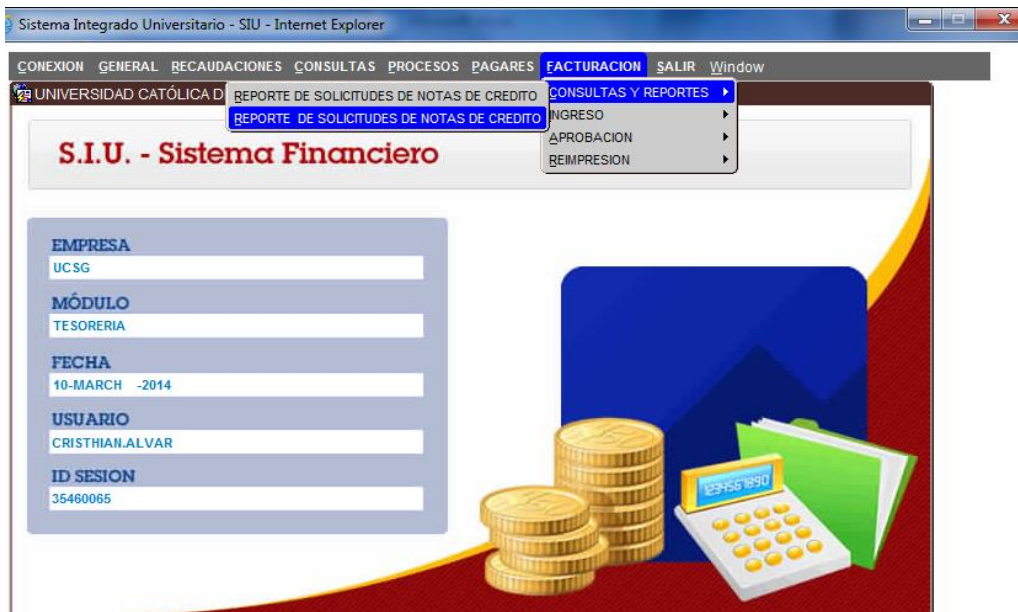 Sistema Integrado Universitario - SIU - Internet Explorer
CONEXION GENERAL RECAUDACIONES CONSULTAS PROCESOS PAGARES FACTURACION SALIR Window
UNIVERSIDAD CATÓLICA D
REPORTE DE SOLICITUDES DE NOTAS DE CREDITO
REPORTE DE SOLICITUDES DE NOTAS DE CREDITO
CONSULTAS Y REPORTES
INGRESO
APROBACION
REIMPRESION
S.I.U. - Sistema Financiero
EMPRESA
UCSG
MÓDULO
TESORERIA
FECHA
10-MARCH -2014
USUARIO
CRISTHIAN.ALVAR
ID SESION
35460065
1234567890